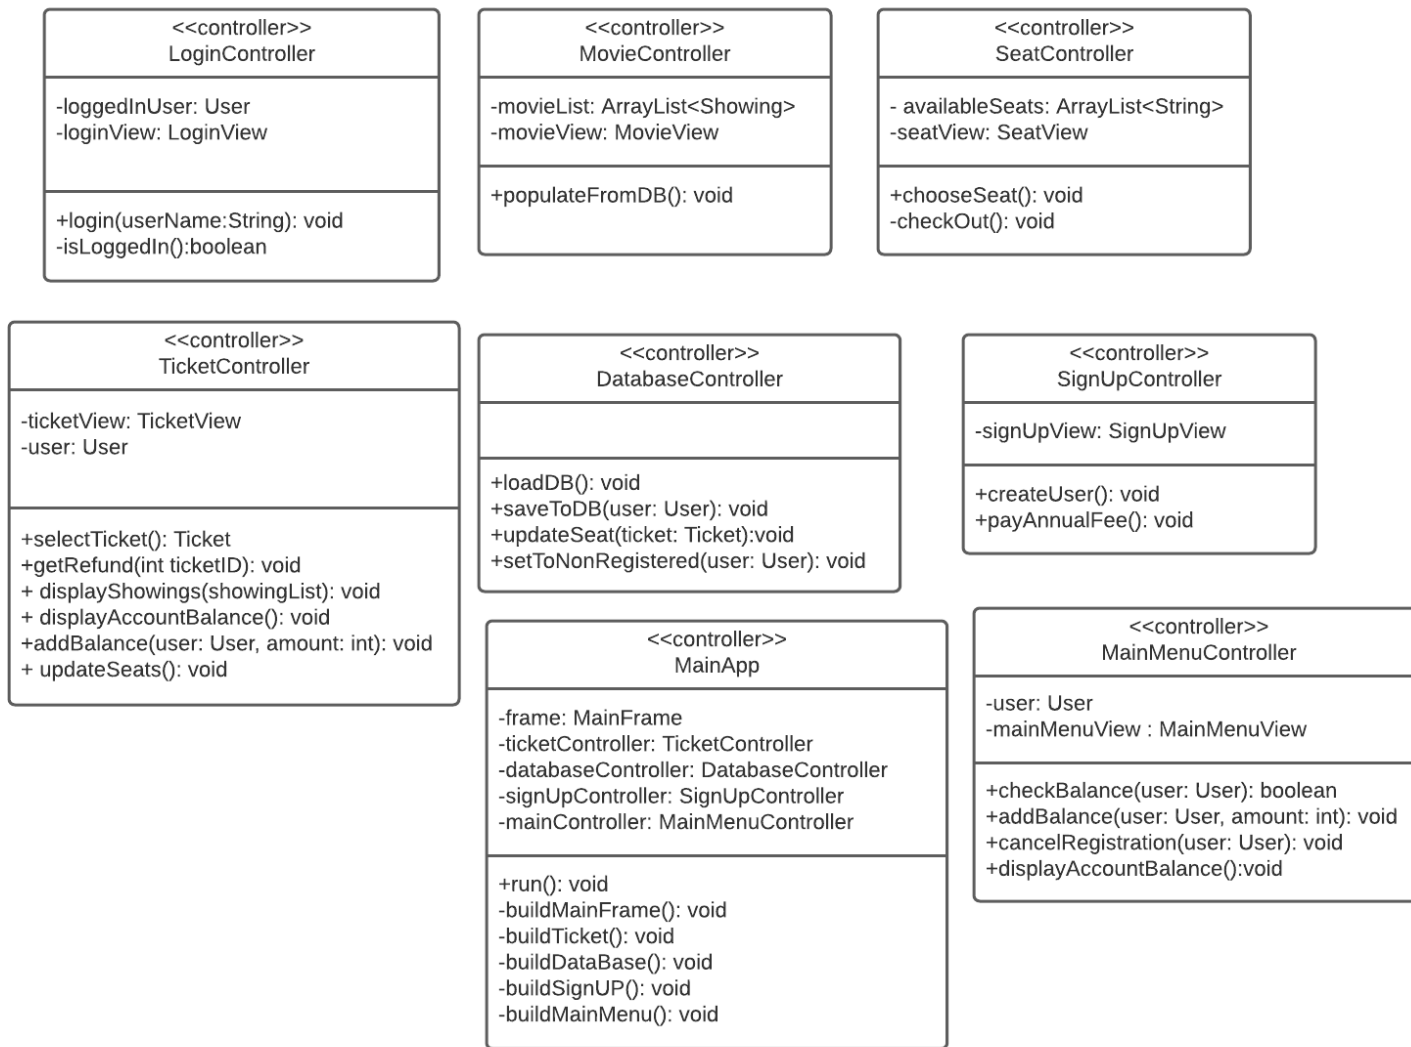 <<controller>>
LoginController
-loggedInUser: User
-loginView: LoginView
+login(userName:String): void
-isLoggedIn():boolean
<<controller>>
MovieController
-movieList: ArrayList<Showing>
-movieView: MovieView
+populateFromDB(): void
<<controller>>
SeatController
- availableSeats: ArrayList<String>
-seatView: SeatView
+chooseSeat(): void
-checkOut(): void
<<controller>>
TicketController
-ticketView: TicketView
-user: User
+selectTicket(): Ticket
+getRefund(int ticketID): void
+ displayShowings(showingList): void
+ displayAccountBalance(): void
+addBalance(user: User, amount: int): void
+ updateSeats(): void
<<controller>>
DatabaseController
+loadDB(): void
+saveToDB(user: User): void
+updateSeat(ticket: Ticket):void
+setToNonRegistered(user: User): void
<<controller>>
SignUpController
-signUpView: SignUpView
+createUser(): void
+payAnnualFee(): void
<<controller>>
MainApp
-frame: MainFrame
-ticketController: TicketController
-databaseController: DatabaseController
-signUpController: SignUpController
-mainController: MainMenuController
+run(): void
-buildMainFrame(): void
-buildTicket(): void
-buildDataBase(): void
-buildSignUP(): void
-buildMainMenu(): void
<<controller>>
MainMenuController
-user: User
-mainMenuView : MainMenuView
+checkBalance(user: User): boolean
+addBalance(user: User, amount: int): void
+cancelRegistration(user: User): void
+displayAccountBalance():void